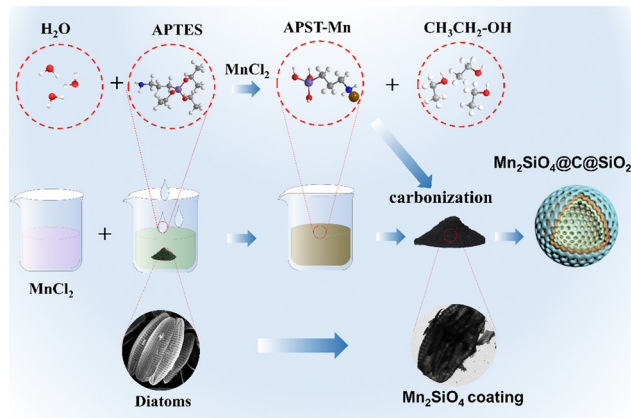 H₂O
APTES
APST-Mn
CH₃CH₂-OH
+
MnCl₂
+
Mn₂SiO₄@C@SiO₂
carbonization
+
MnCl₂
Diatoms
Mn₂SiO₄ coating